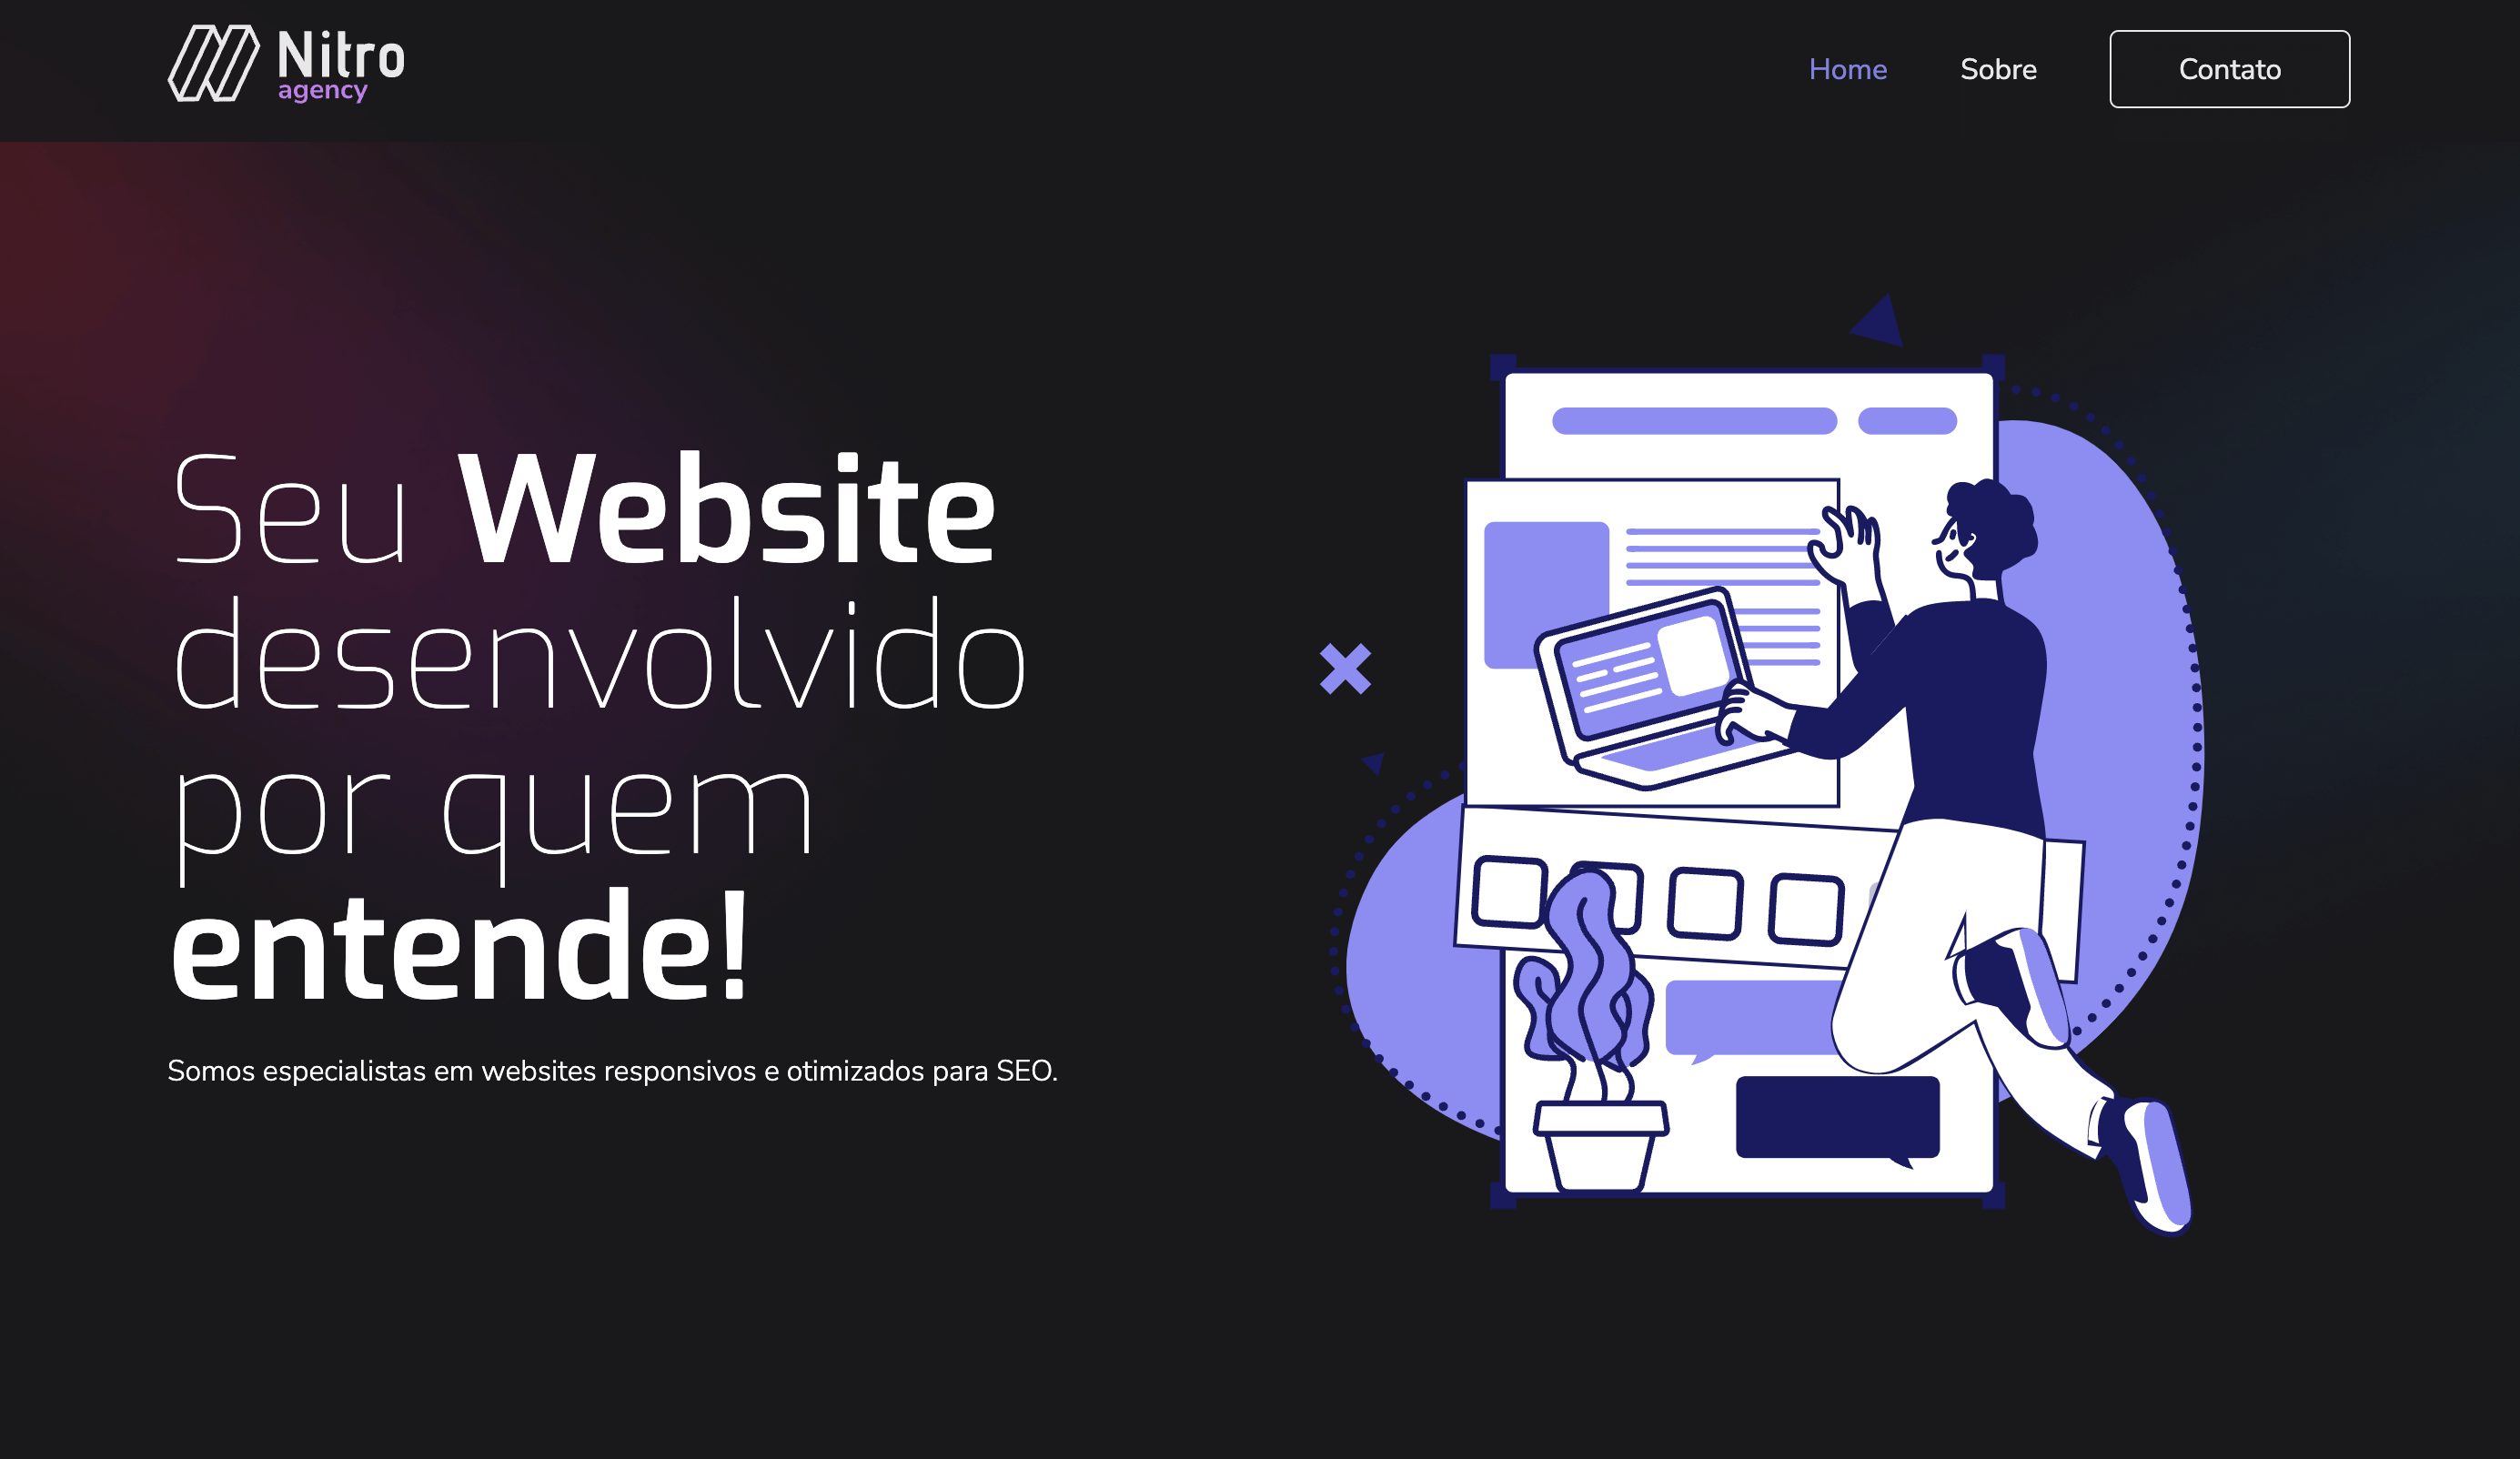 Nitro
agency
Home
Sobre
Contato
Seu Website
desenvolvido
por quem
entende!
Somos especialistas em websites responsivos e otimizados para SEO.